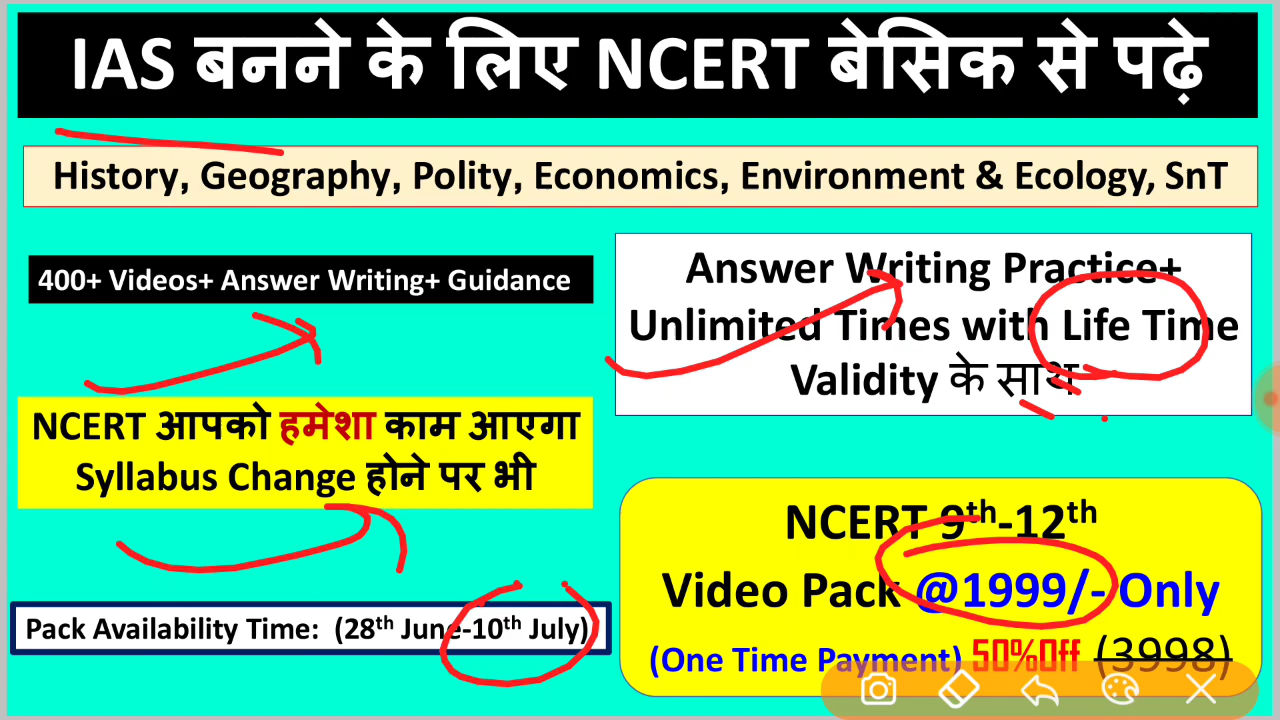 IAS बनने के लिए NCERT बेसिक से पढ़े
History, Geography, Polity, Economics, Environment & Ecology, SnT
400+ Videos+ Answer Writing+ Guidance
Answer Writing Practice+
Unlimited Times with Life Time
Validity के साथ
NCERT आपको हमेशा काम आएगा
Syllabus Change होने पर भी
NCERT 9th-12th
Video Pack @1999/- Only
(One Time Payment) 50%Off (3998)
Pack Availability Time: (28th June-10th July)